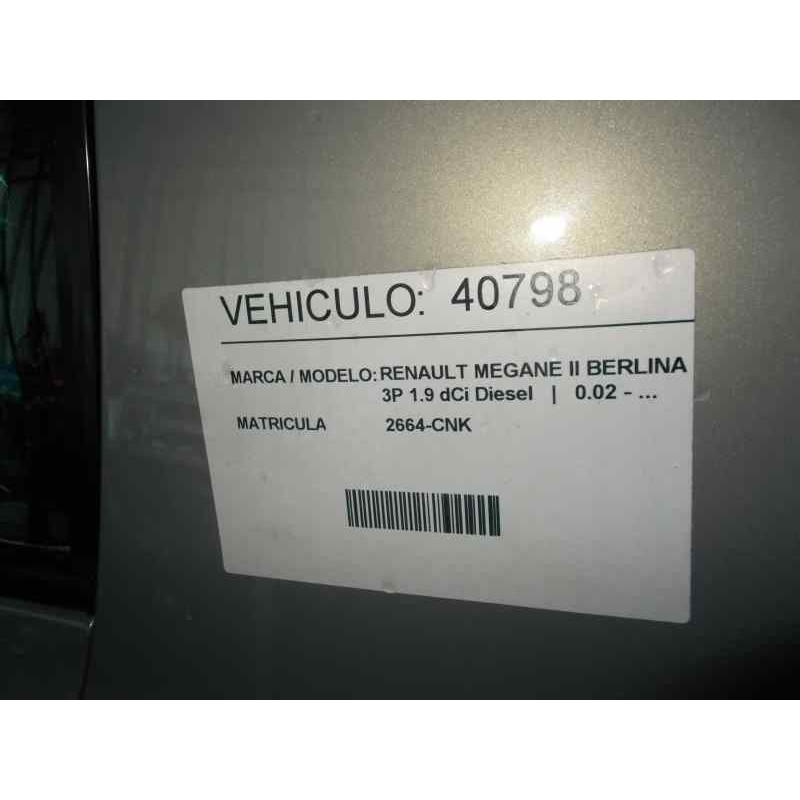 VEHICULO: 40798
MARCA / MODELO: RENAULT MEGANE II BERLINA
3P 1.9 dCi Diesel | 0.02 - ...
MATRICULA 2664-CNK